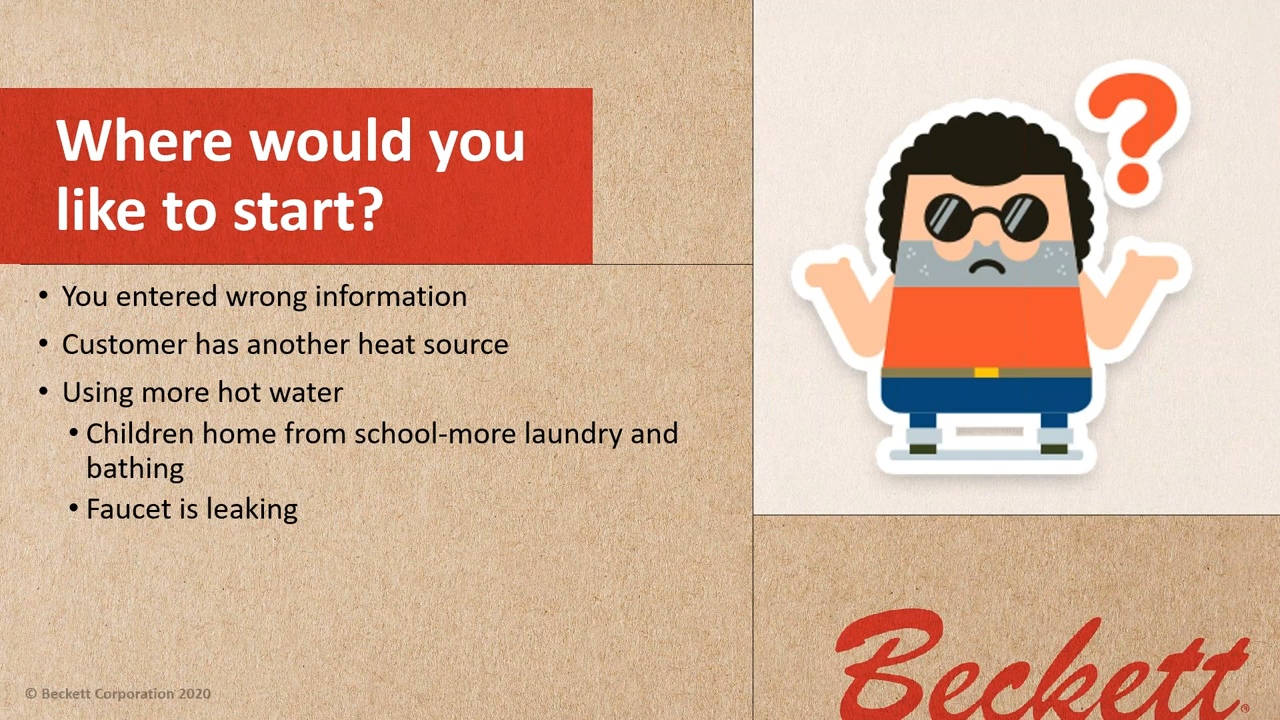 Where would you
like to start?
• You entered wrong information
• Customer has another heat source
• Using more hot water
• Children home from school-more laundry and
bathing
• Faucet is leaking
?
© Beckett Corporation 2020
Beckett®